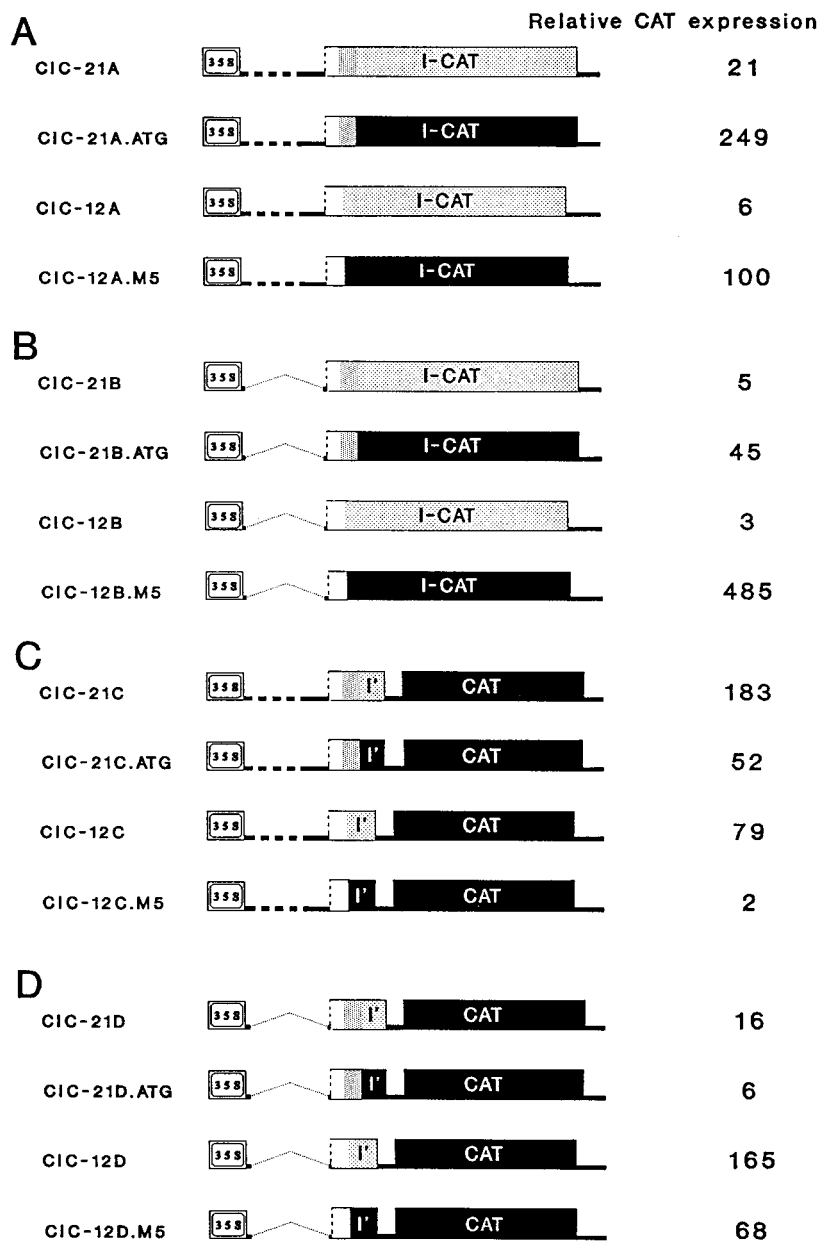 Relative CAT expression
A
CIC-21A 35S I-CAT 21
CIC-21A.ATG 35S I-CAT 249
CIC-12A 35S I-CAT 6
CIC-12A.M5 35S I-CAT 100
B
CIC-21B 35S I-CAT 5
CIC-21B.ATG 35S I-CAT 45
CIC-12B 35S I-CAT 3
CIC-12B.M5 35S I-CAT 485
C
CIC-21C 35S I' CAT 183
CIC-21C.ATG 35S I' CAT 52
CIC-12C 35S I' CAT 79
CIC-12C.M5 35S I' CAT 2
D
CIC-21D 35S I' CAT 16
CIC-21D.ATG 35S I' CAT 6
CIC-12D 35S I' CAT 165
CIC-12D.M5 35S I' CAT 68